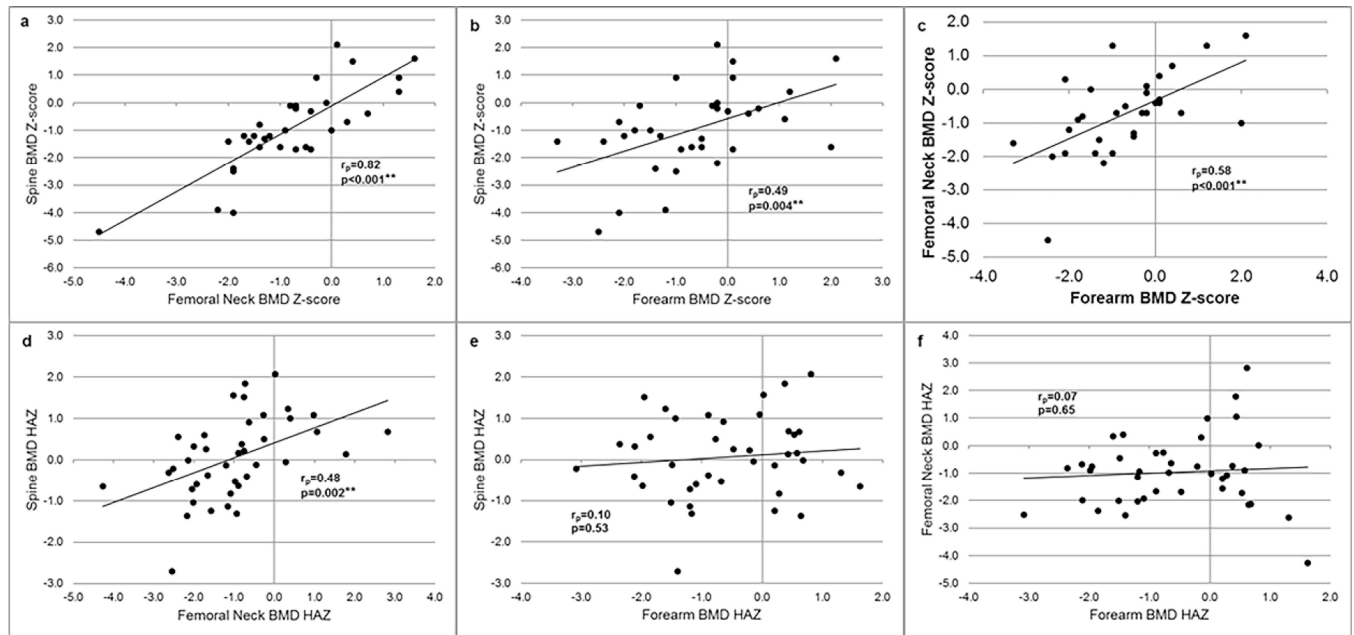 a
3.0
2.0
1.0
0.0
-1.0
-2.0
-3.0
-4.0
-5.0
-6.0
Spine BMD Z-score
rp=0.82
p<0.001**
-5.0 -4.0 -3.0 -2.0 -1.0 0.0 1.0 2.0
Femoral Neck BMD Z-score
b
3.0
2.0
1.0
0.0
-1.0
-2.0
-3.0
-4.0
-5.0
-6.0
Spine BMD Z-score
rp=0.49
p=0.004**
-4.0 -3.0 -2.0 -1.0 0.0 1.0 2.0 3.0
Forearm BMD Z-score
c
2.0
1.0
0.0
-1.0
-2.0
-3.0
-4.0
-5.0
Femoral Neck BMD Z-score
rp=0.58
p<0.001**
-4.0 -2.0 0.0 2.0 4.0
Forearm BMD Z-score
d
3.0
2.0
1.0
0.0
-1.0
-2.0
-3.0
Spine BMD HAZ
rp=0.48
p=0.002**
-5.0 -4.0 -3.0 -2.0 -1.0 0.0 1.0 2.0 3.0 4.0
Femoral Neck BMD HAZ
e
3.0
2.0
1.0
0.0
-1.0
-2.0
-3.0
Spine BMD HAZ
rp=0.10
p=0.53
-4.0 -3.0 -2.0 -1.0 0.0 1.0 2.0
Forearm BMD HAZ
f
4.0
3.0
2.0
1.0
0.0
-1.0
-2.0
-3.0
-4.0
-5.0
Femoral Neck BMD HAZ
rp=0.07
p=0.65
-4.0 -3.0 -2.0 -1.0 0.0 1.0 2.0
Forearm BMD HAZ